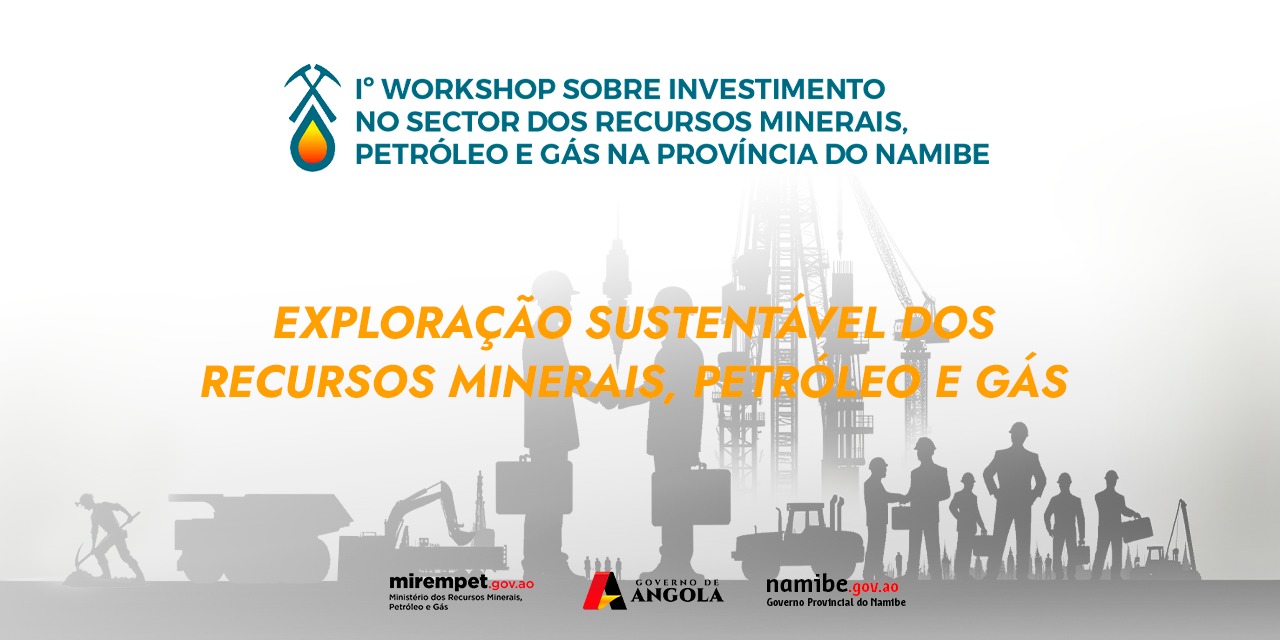 Iº WORKSHOP SOBRE INVESTIMENTO
NO SECTOR DOS RECURSOS MINERAIS,
PETRÓLEO E GÁS NA PROVÍNCIA DO NAMIBE
EXPLORAÇÃO SUSTENTÁVEL DOS
RECURSOS MINERAIS, PETRÓLEO E GÁS
mirempet.gov.ao
Ministério dos Recursos Minerais,
Petróleo e Gás
GOVERNO DE
ANGOLA
namibe.gov.ao
Governo Provincial do Namibe